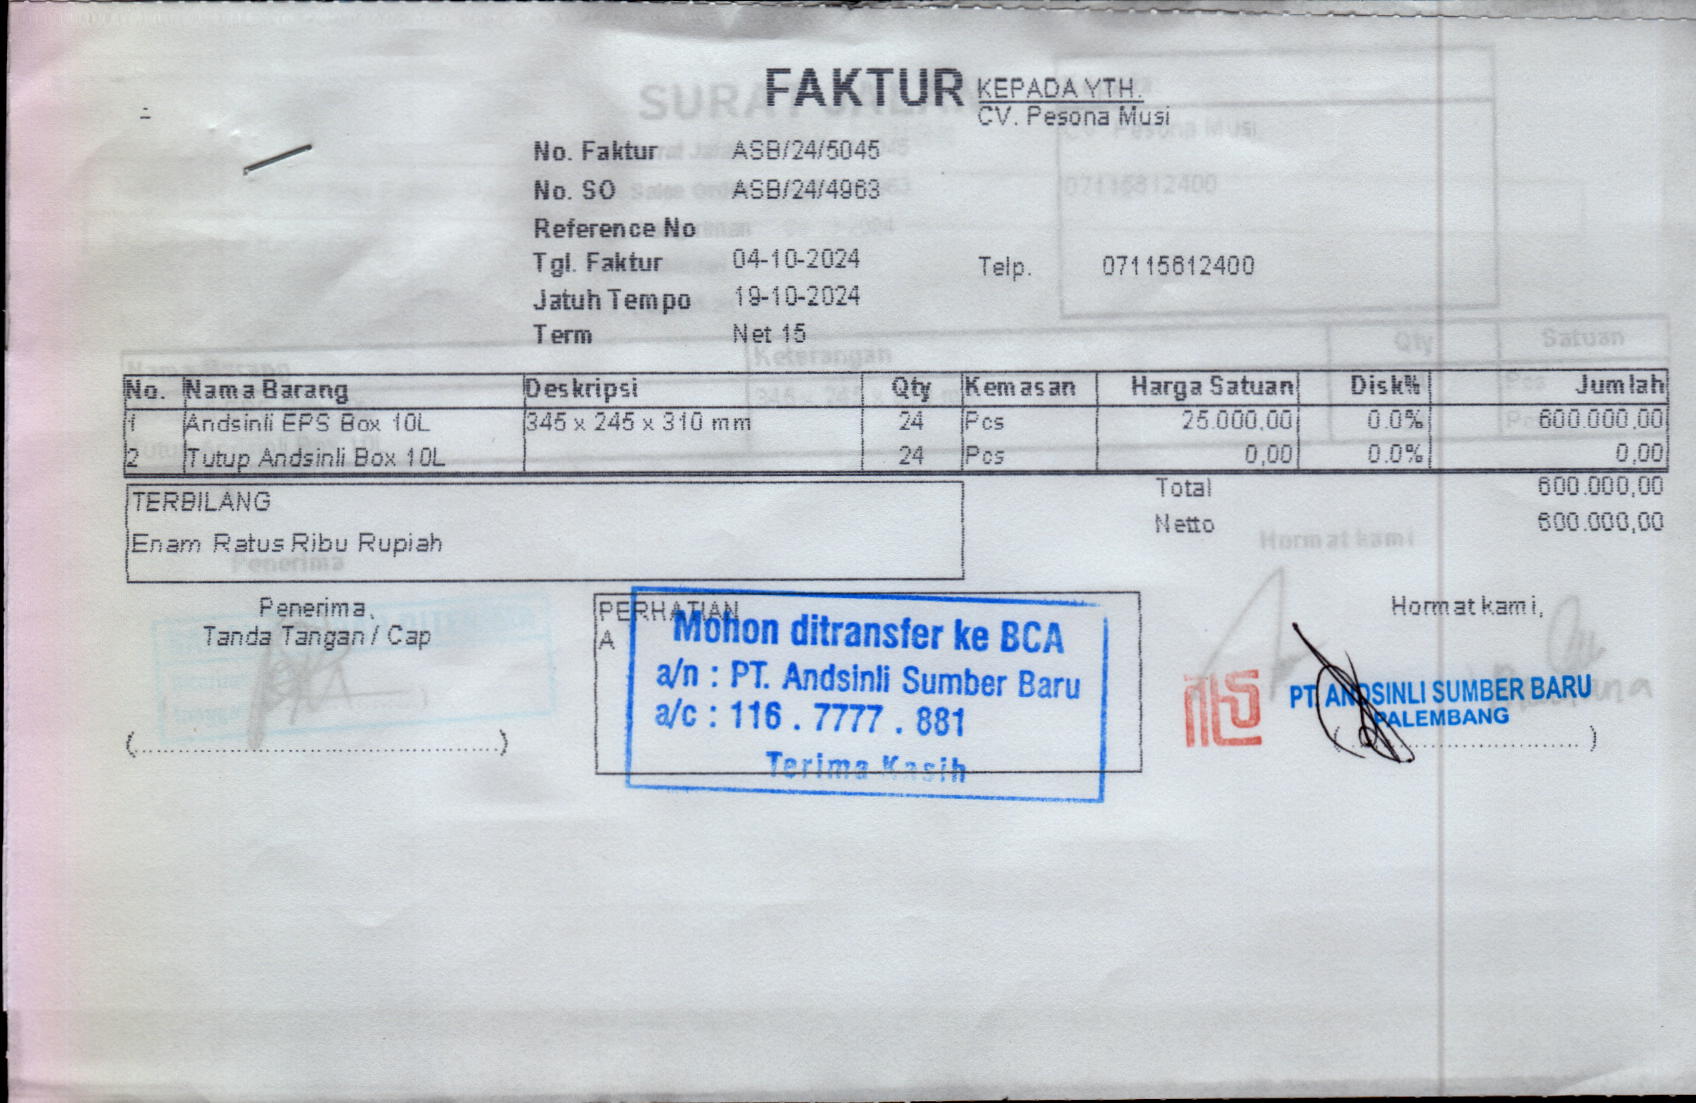 FAKTUR
KEPADA YTH.
CV. Pesona Musi
No. Faktur ASB/24/5045
No. SO ASB/24/4963
Reference No
Tgl. Faktur 04-10-2024
Telp. 07115612400
Jatuh Tempo 19-10-2024
Term Net 15
No. Nama Barang Deskripsi Qty Kemasan Harga Satuan Disk% Jumlah
1 Andsinli EPS Box 10L 345 x 245 x 310 mm 24 Pcs 25.000,00 0.0% 600.000,00
2 Tutup Andsinli Box 10L 24 Pcs 0,00 0.0% 0,00
TERBILANG
Enam Ratus Ribu Rupiah
Total 600.000,00
Netto 600.000,00
Penerima,
Tanda Tangan / Cap
(........................................)
PERHATIAN
A
Mohon ditransfer ke BCA
a/n : PT. Andsinli Sumber Baru
a/c : 116 . 7777 . 881
Terima Kasih
Hormat kami,
PT. ANDSINLI SUMBER BARU
PALEMBANG
(..............................)